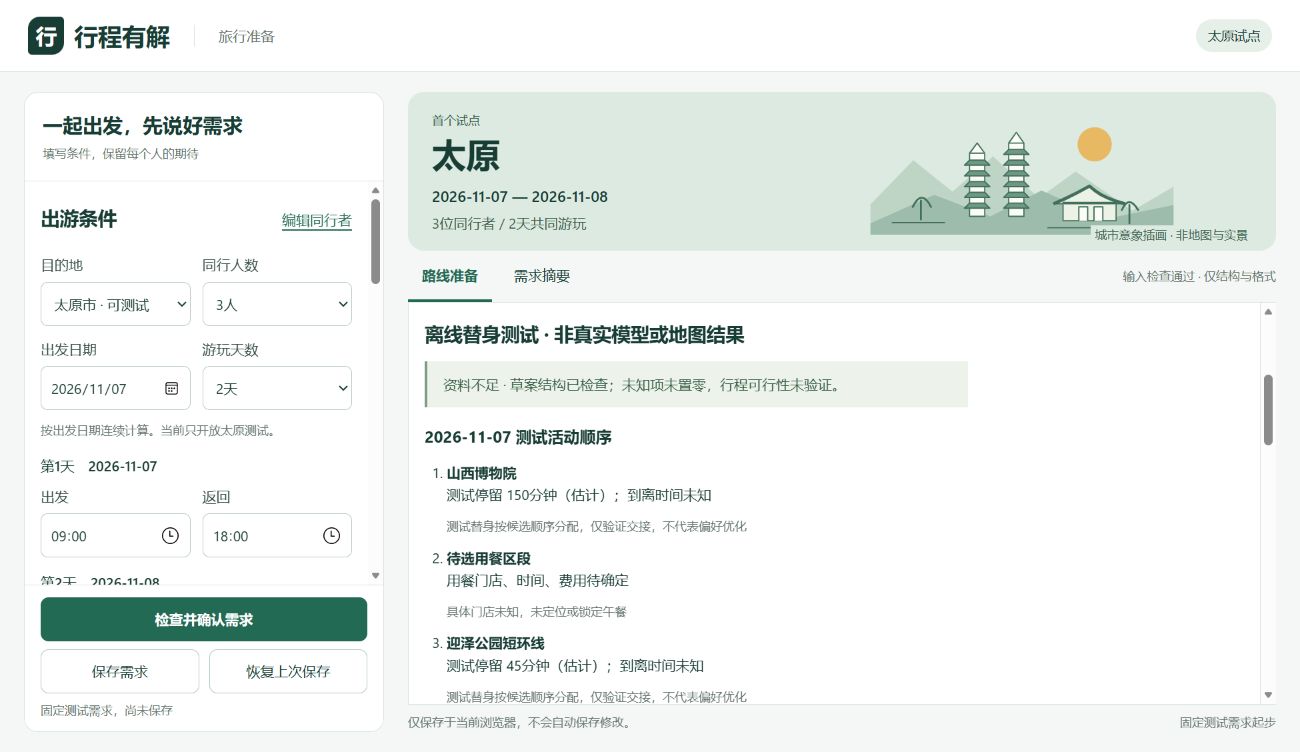 行 行程有解 旅行准备 太原试点
一起出发，先说好需求
填写条件，保留每个人的期待
出游条件 编辑同行者
目的地 同行人数
太原市 · 可测试 3人
出发日期 游玩天数
2026/11/07 2天
按出发日期连续计算。当前只开放太原测试。
第1天 2026-11-07
出发 返回
09:00 18:00
第2天 2026-11-08
检查并确认需求
保存需求 恢复上次保存
固定测试需求，尚未保存
首个试点
太原
2026-11-07 — 2026-11-08
3位同行者 / 2天共同游玩
城市意象插画 · 非地图与实景
路线准备 需求摘要 输入检查通过 · 仅结构与格式
离线替身测试 · 非真实模型或地图结果
资料不足 · 草案结构已检查；未知项未置零，行程可行性未验证。
2026-11-07 测试活动顺序
1. 山西博物院
测试停留 150分钟（估计）；到离时间未知
测试替身按候选顺序分配，仅验证交接，不代表偏好优化
2. 待选用餐区段
用餐门店、时间、费用待确定
具体门店未知，未定位或锁定午餐
3. 迎泽公园短环线
测试停留 45分钟（估计）；到离时间未知
测试替身按候选顺序分配，仅验证交接，不代表偏好优化
仅保存于当前浏览器，不会自动保存修改。 固定测试需求起步